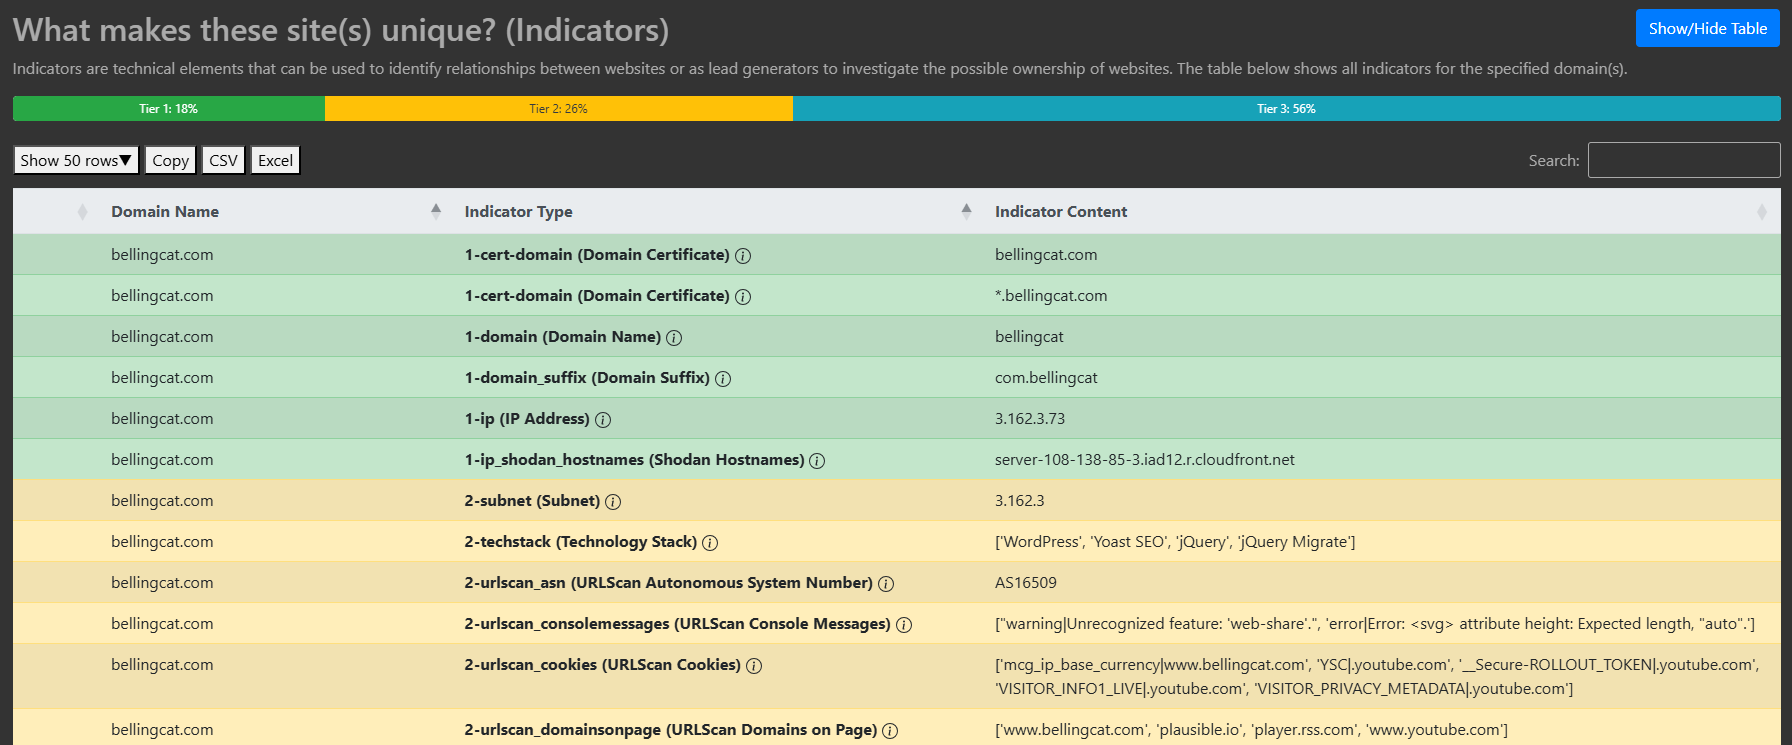 What makes these site(s) unique? (Indicators)
Show/Hide Table
Indicators are technical elements that can be used to identify relationships between websites or as lead generators to investigate the possible ownership of websites. The table below shows all indicators for the specified domain(s).
Tier 1: 18% Tier 2: 26% Tier 3: 56%
Show 50 rows▼ Copy CSV Excel Search:
Domain Name Indicator Type Indicator Content
bellingcat.com 1-cert-domain (Domain Certificate) bellingcat.com
bellingcat.com 1-cert-domain (Domain Certificate) *.bellingcat.com
bellingcat.com 1-domain (Domain Name) bellingcat
bellingcat.com 1-domain_suffix (Domain Suffix) com.bellingcat
bellingcat.com 1-ip (IP Address) 3.162.3.73
bellingcat.com 1-ip_shodan_hostnames (Shodan Hostnames) server-108-138-85-3.iad12.r.cloudfront.net
bellingcat.com 2-subnet (Subnet) 3.162.3
bellingcat.com 2-techstack (Technology Stack) ['WordPress', 'Yoast SEO', 'jQuery', 'jQuery Migrate']
bellingcat.com 2-urlscan_asn (URLScan Autonomous System Number) AS16509
bellingcat.com 2-urlscan_consolemessages (URLScan Console Messages) ["warning|Unrecognized feature: 'web-share'.", 'error|Error: <svg> attribute height: Expected length, "auto".']
bellingcat.com 2-urlscan_cookies (URLScan Cookies) ['mcg_ip_base_currency|www.bellingcat.com', 'YSC|.youtube.com', '__Secure-ROLLOUT_TOKEN|.youtube.com',
'VISITOR_INFO1_LIVE|.youtube.com', 'VISITOR_PRIVACY_METADATA|.youtube.com']
bellingcat.com 2-urlscan_domainsonpage (URLScan Domains on Page) ['www.bellingcat.com', 'plausible.io', 'player.rss.com', 'www.youtube.com']